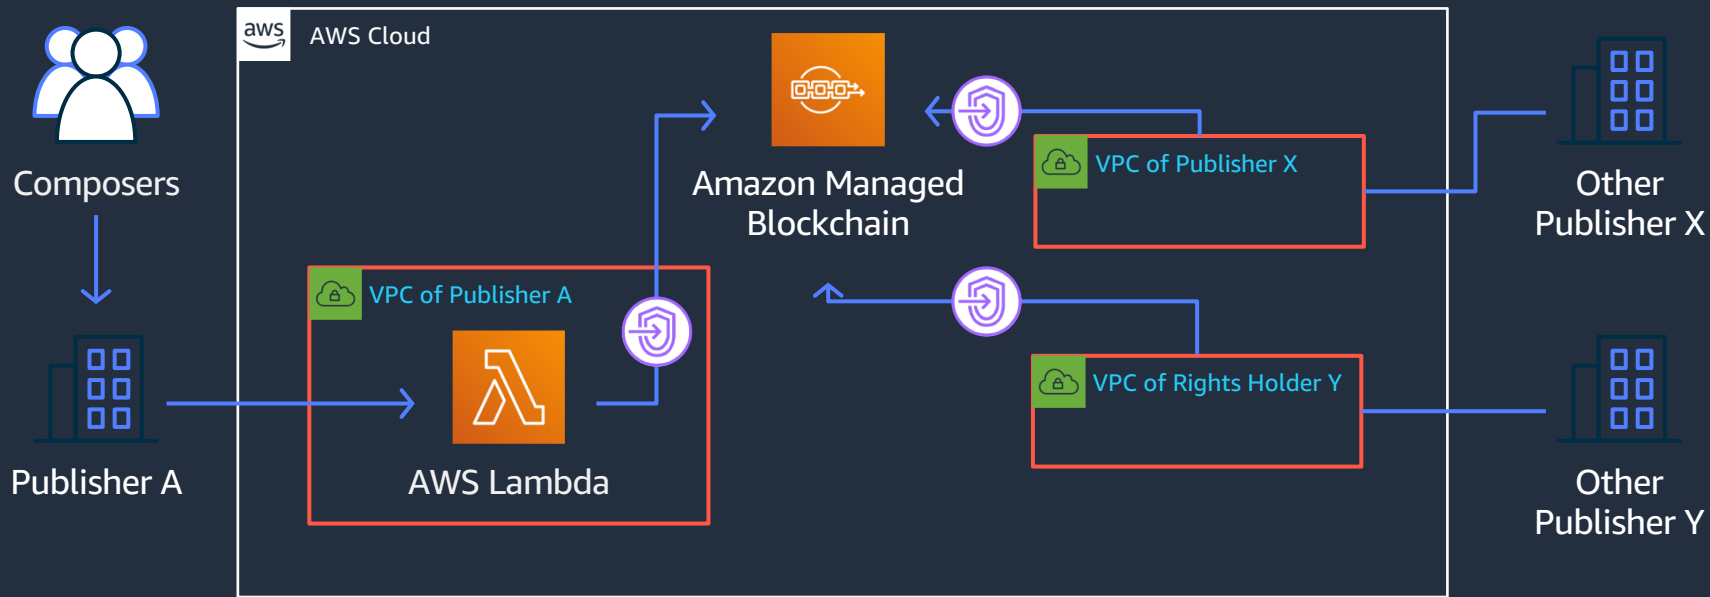 aws
AWS Cloud
Composers
Amazon Managed
Blockchain
VPC of Publisher X
Other
Publisher X
VPC of Publisher A
AWS Lambda
VPC of Rights Holder Y
Publisher A
Other
Publisher Y